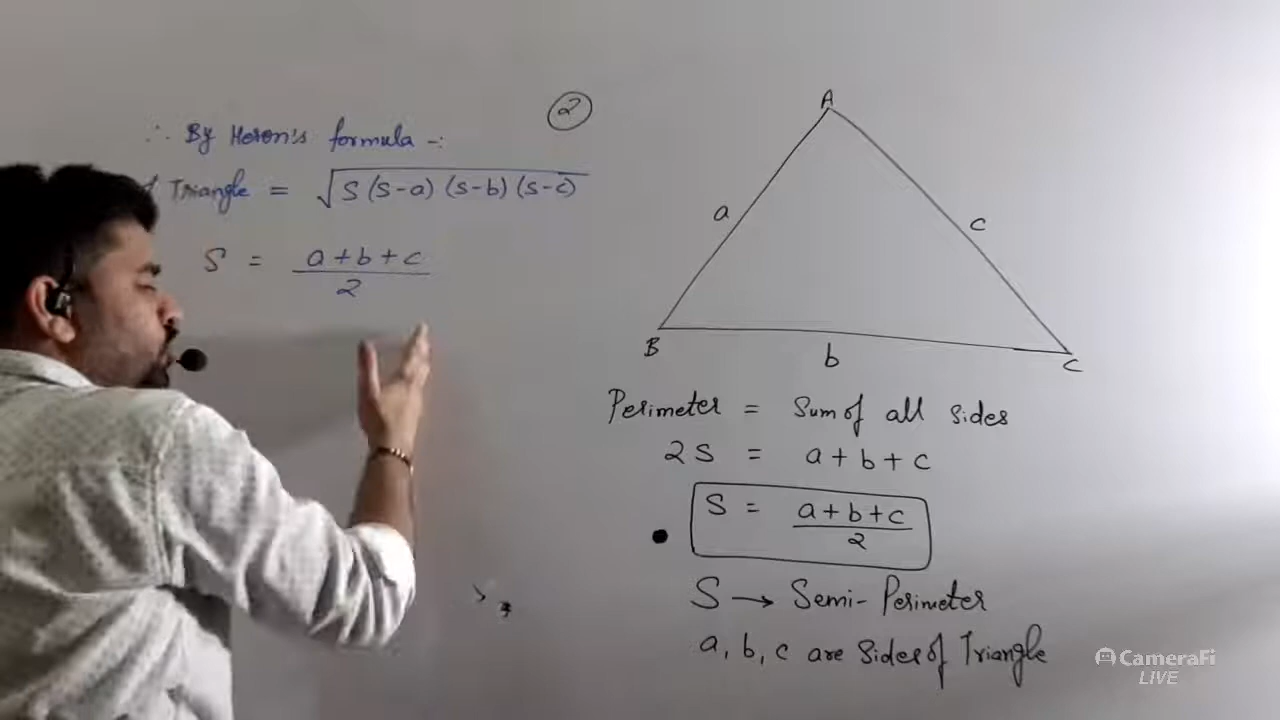 2
∴ By Heron's formula -:
Triangle = √S(S-a)(S-b)(S-c)
S = a+b+c
2
A
a
c
B
b
C
Perimeter = Sum of all sides
2S = a+b+c
S = a+b+c
2
S → Semi-Perimeter
a, b, c are sides of Triangle
CameraFi
LIVE